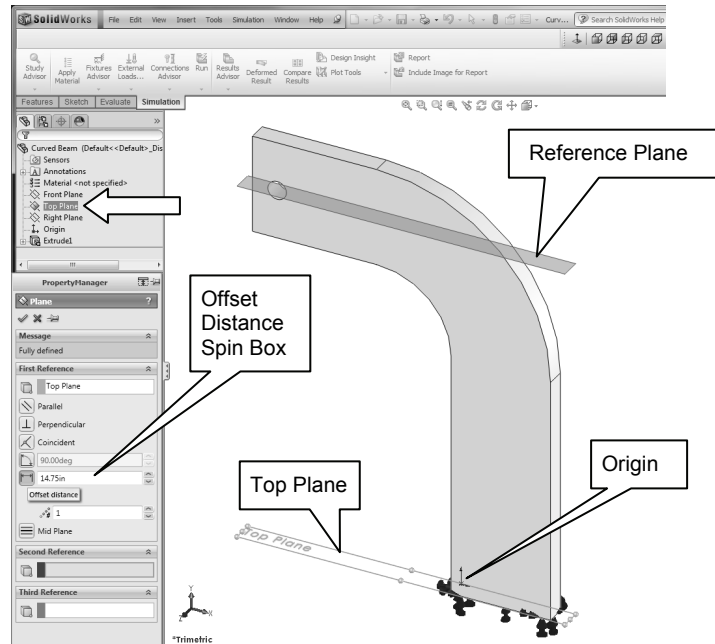 SolidWorks File Edit View Insert Tools Simulation Window Help Curv... Search SolidWorks Help
Study Advisor
Apply Material
Fixtures Advisor
External Loads...
Connections Advisor
Run
Results Advisor
Deformed Result
Compare Results
Design Insight
Plot Tools
Report
Include Image for Report
Features Sketch Evaluate Simulation
Curved Beam (Default<<Default>_Dis
Sensors
Annotations
Material <not specified>
Front Plane
Top Plane
Right Plane
Origin
Extrude1
PropertyManager
Plane ?
Message
Fully defined
First Reference
Top Plane
Parallel
Perpendicular
Coincident
90.00deg
14.75in
Offset distance
1
Mid Plane
Second Reference
Third Reference
Reference Plane
Offset
Distance
Spin Box
Top Plane
Origin
Top Plane
Y
Z
X
*Trimetric